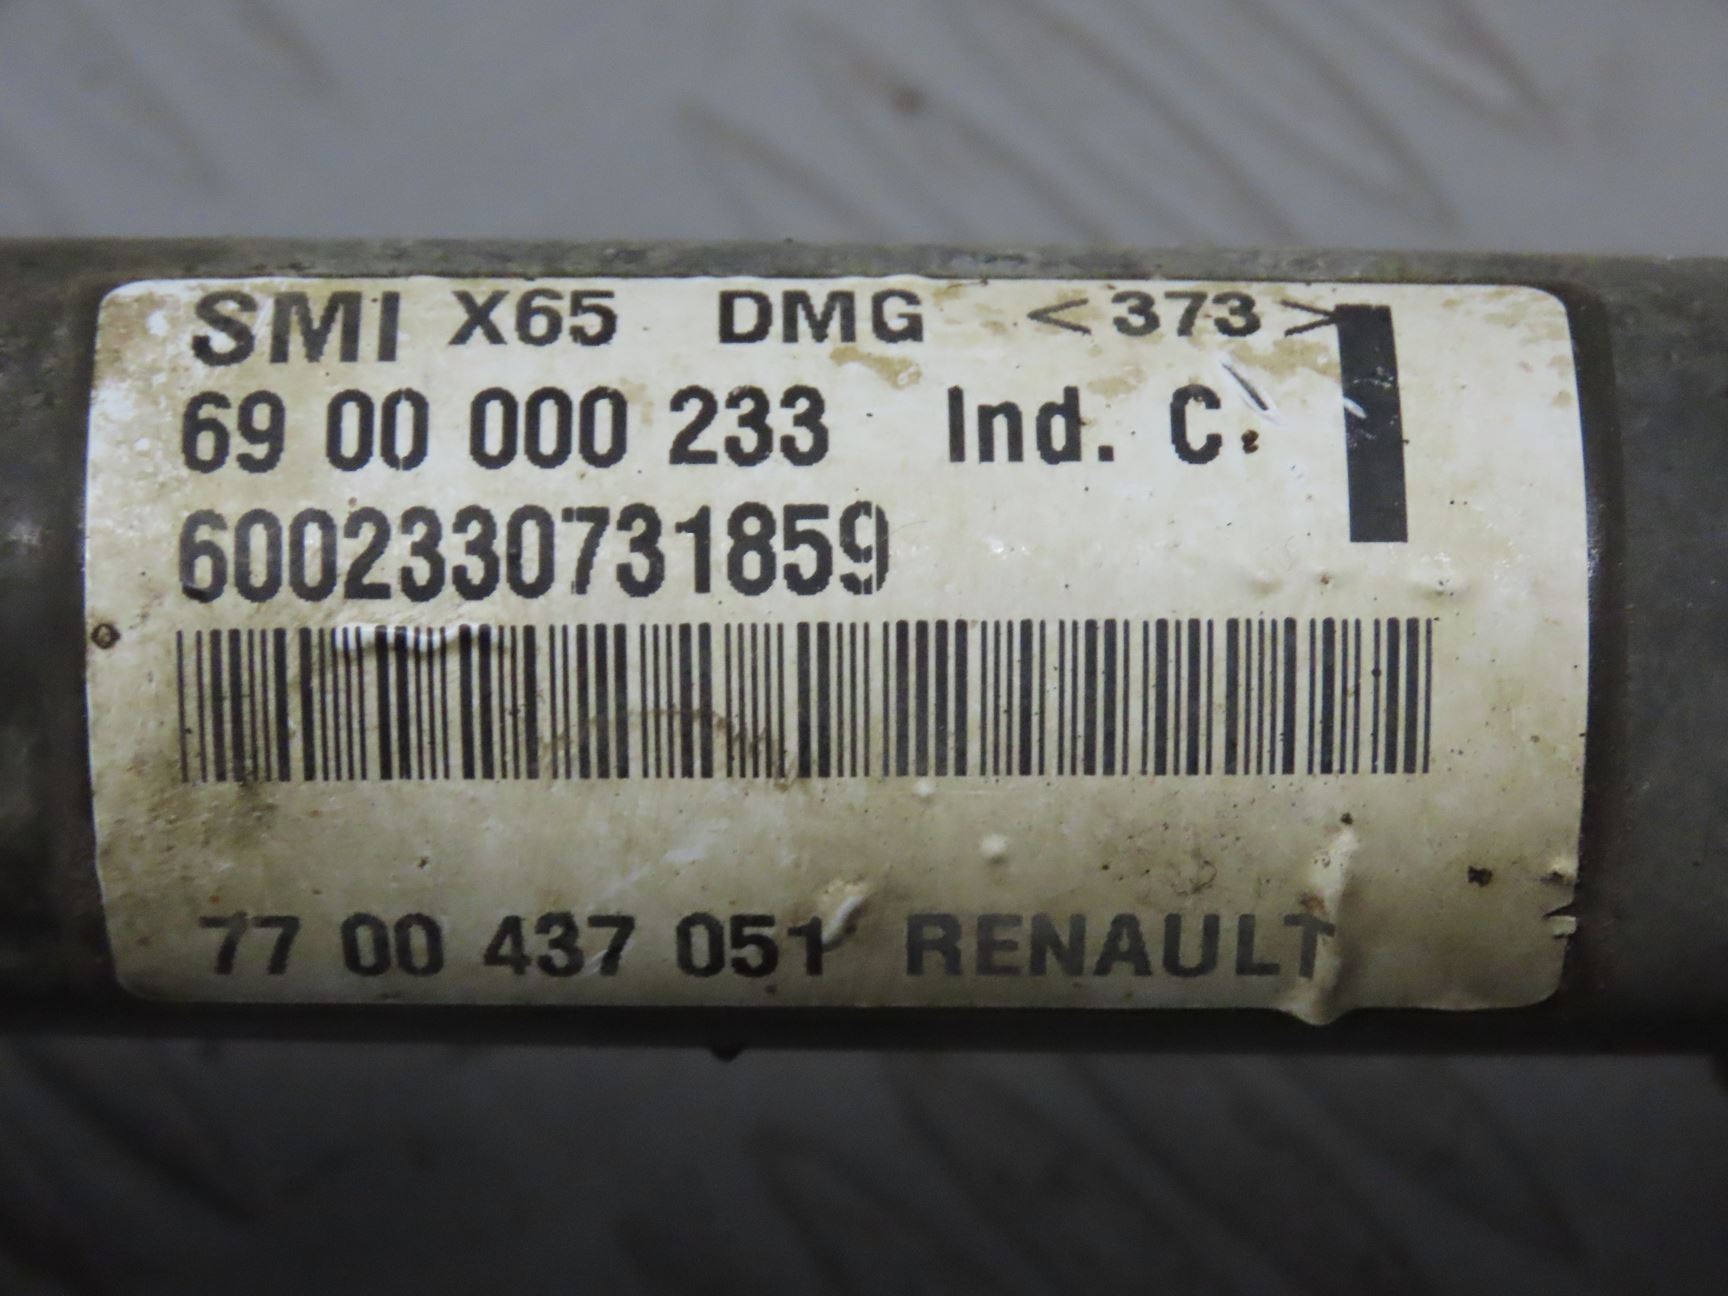 SMI X65 DMG <373>
69 00 000 233 Ind. C.
6002330731859
77 00 437 051 RENAULT